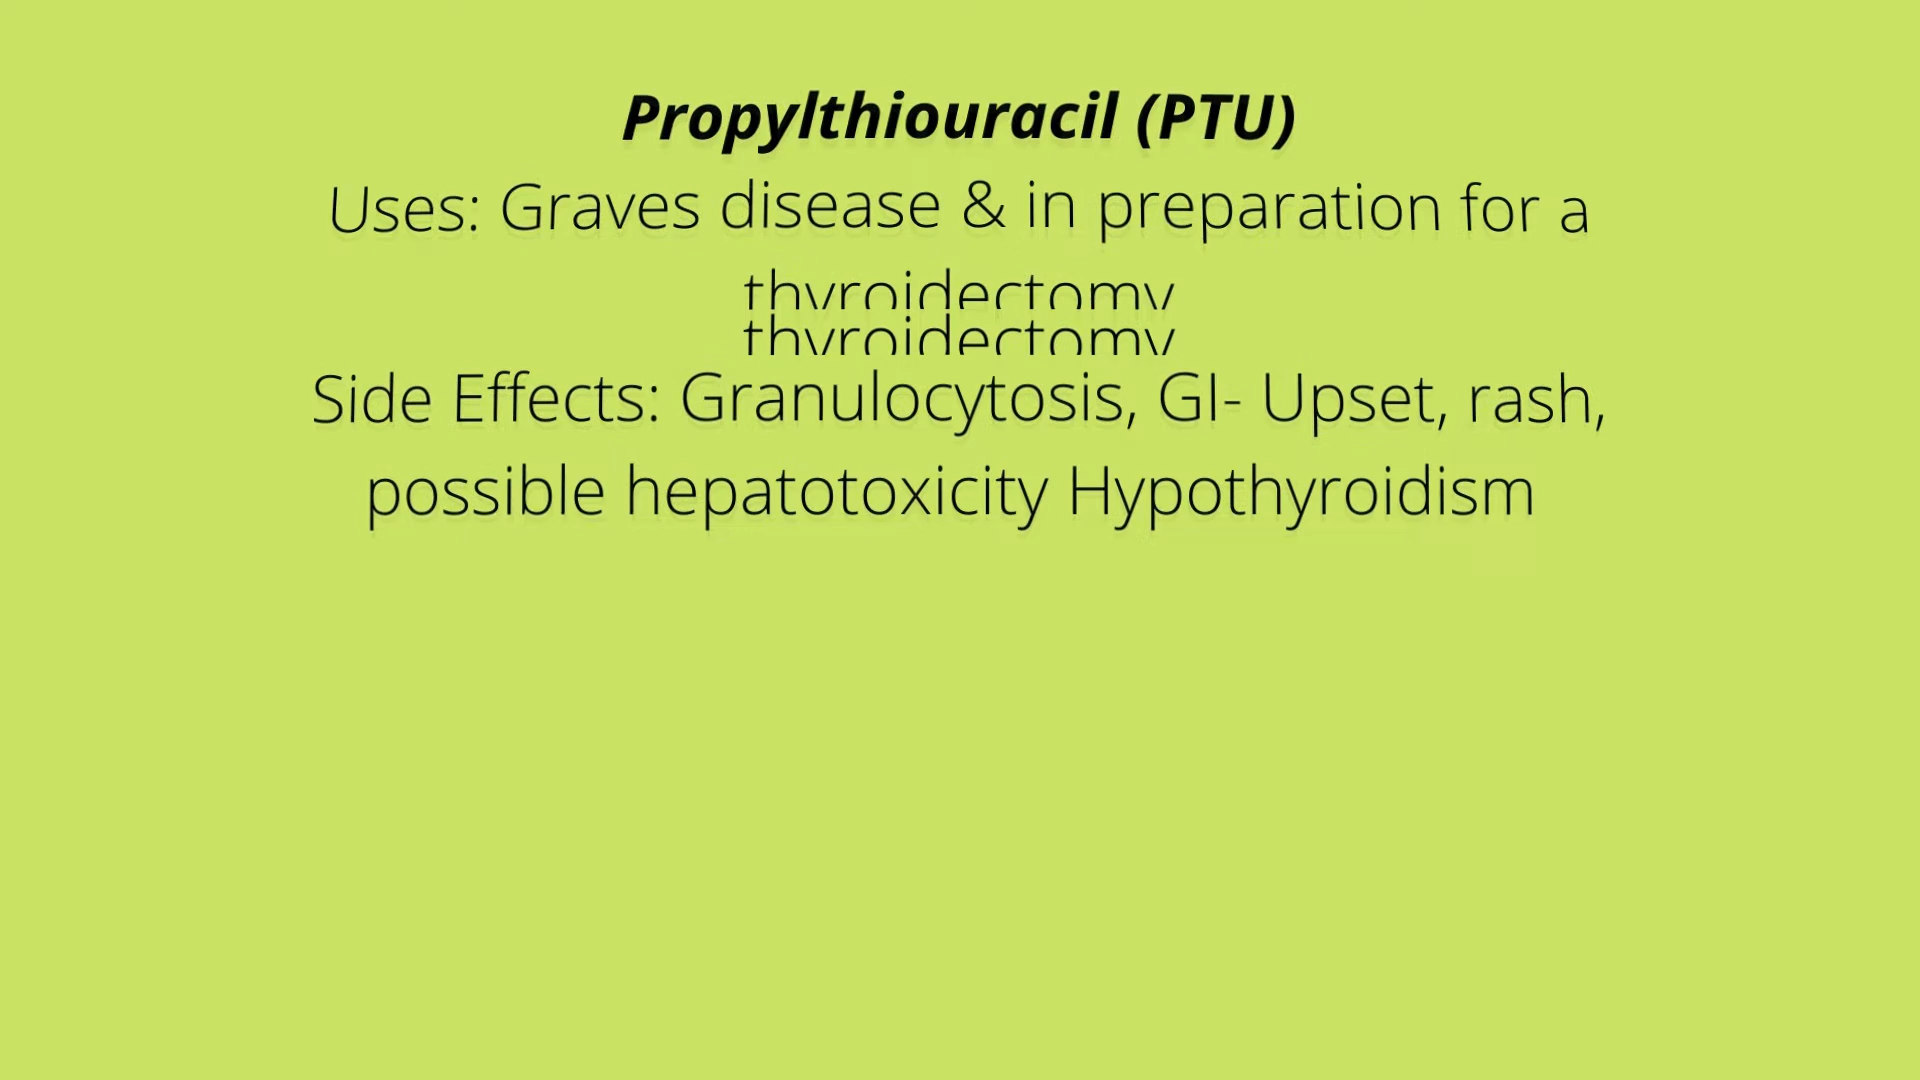 Propylthiouracil (PTU)
Uses: Graves disease & in preparation for a
thyroidectomy
thyroidectomy
Side Effects: Granulocytosis, GI- Upset, rash,
possible hepatotoxicity Hypothyroidism